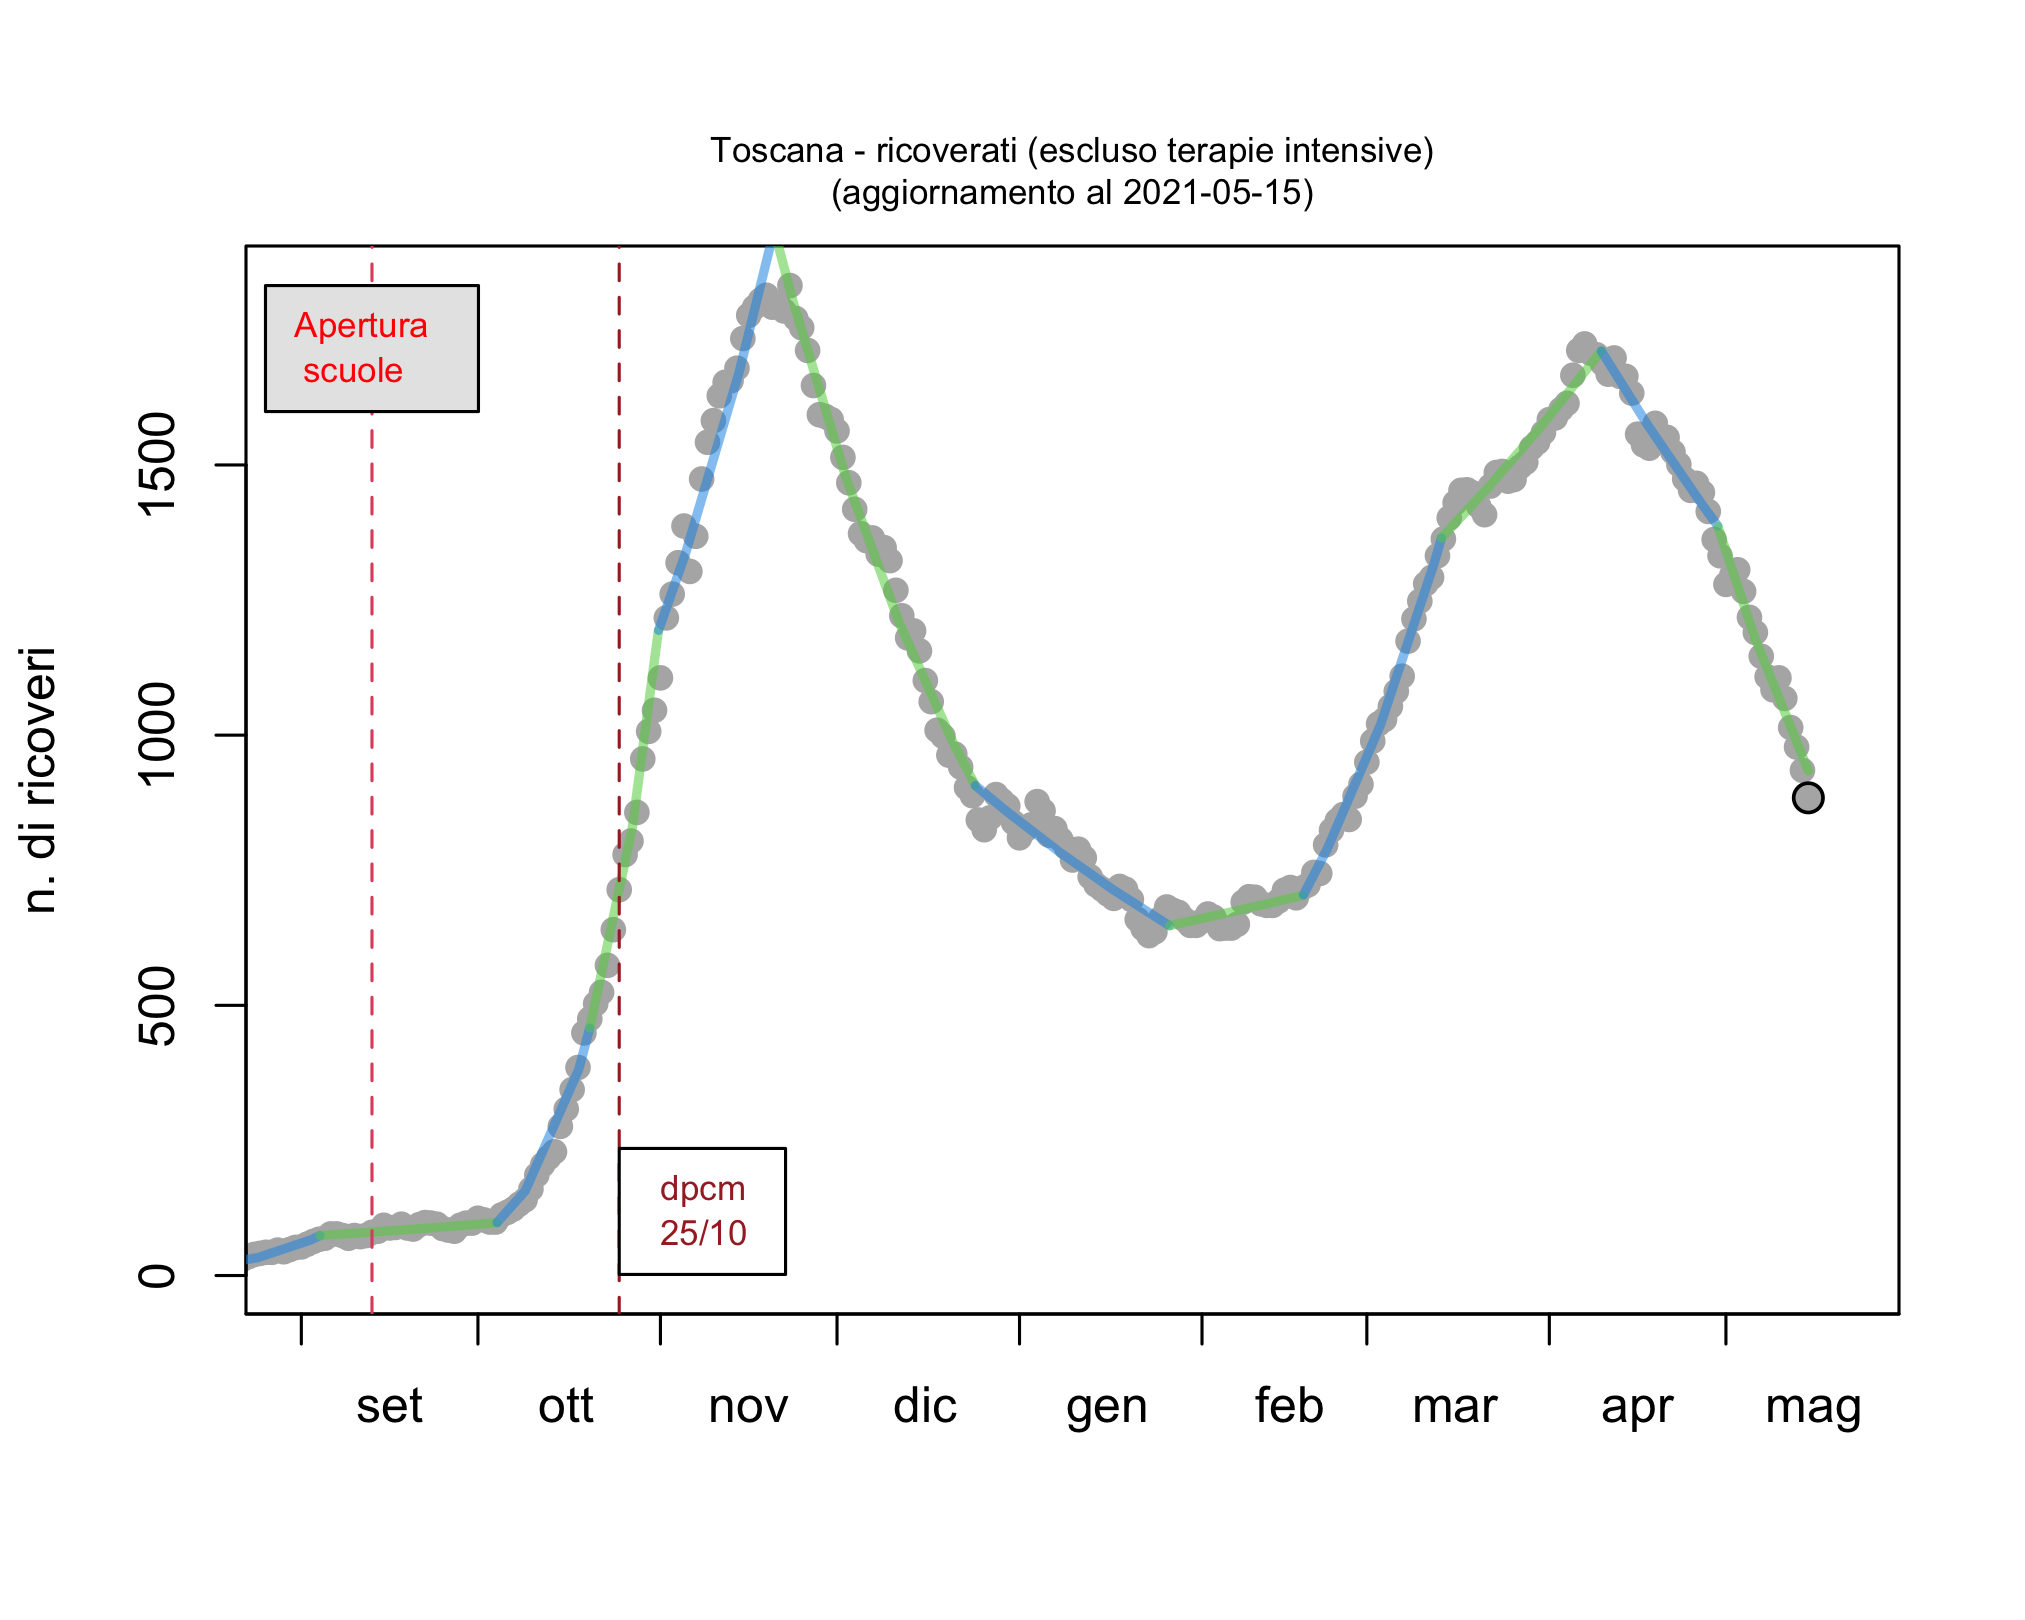 Toscana - ricoverati (escluso terapie intensive)
(aggiornamento al 2021-05-15)
Apertura
scuole
dpcm
25/10
n. di ricoveri
1500
1000
500
0
set ott nov dic gen feb mar apr mag